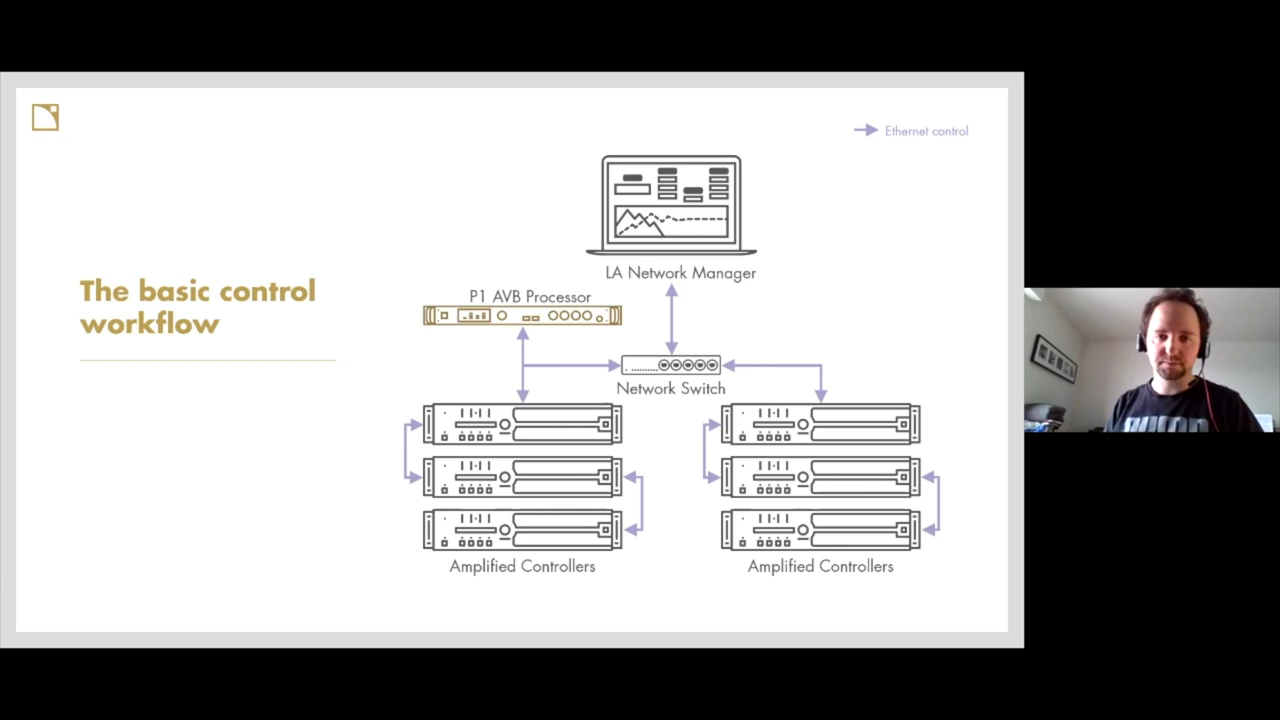 Ethernet control
The basic control
workflow
LA Network Manager
P1 AVB Processor
Network Switch
Amplified Controllers
Amplified Controllers